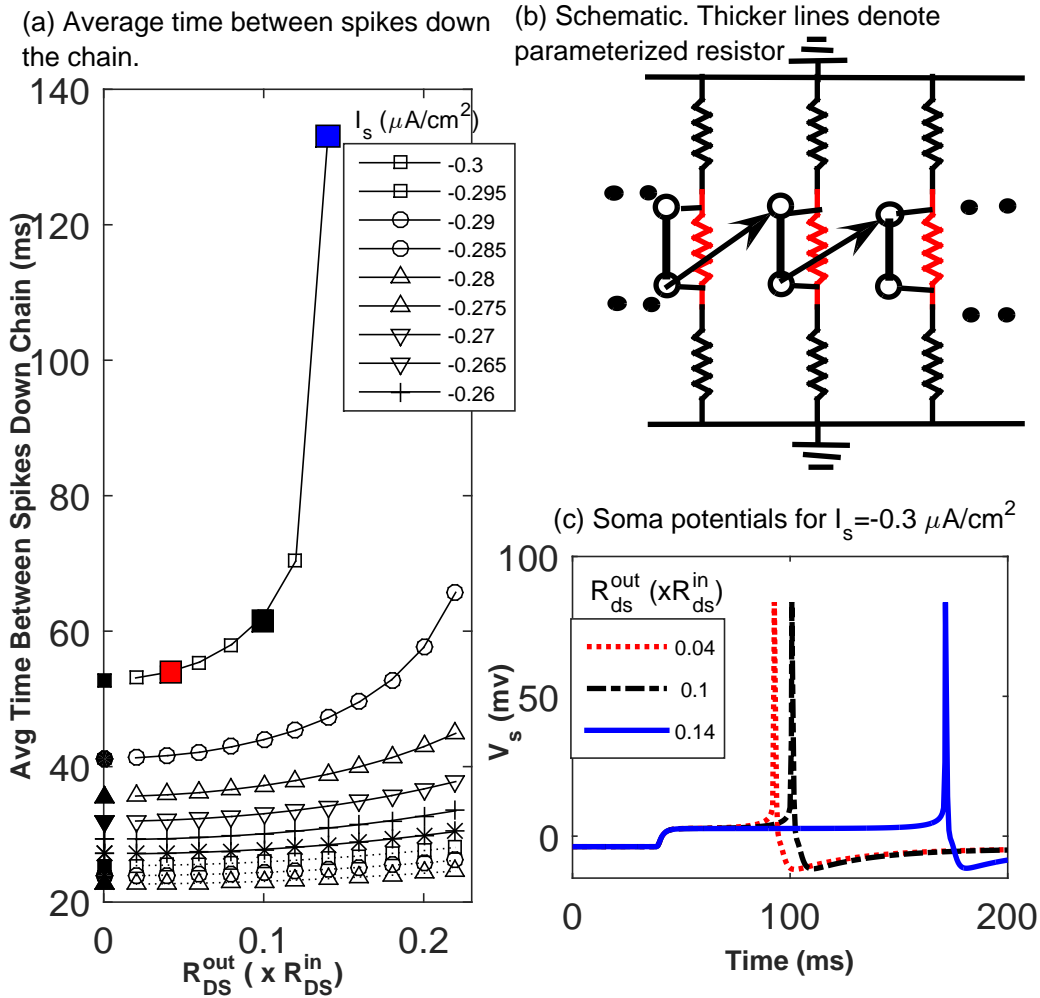 (a) Average time between spikes down
the chain.
Avg Time Between Spikes Down Chain (ms)
140
120
100
80
60
40
20
0
0.1
0.2
R_DS^out ( x R_DS^in)
I_s (μA/cm^2)
-0.3
-0.295
-0.29
-0.285
-0.28
-0.275
-0.27
-0.265
-0.26
(b) Schematic. Thicker lines denote
parameterized resistor
(c) Soma potentials for I_s=-0.3 μA/cm^2
V_s (mv)
100
50
0
0
100
200
Time (ms)
R_ds^out (xR_ds^in)
0.04
0.1
0.14